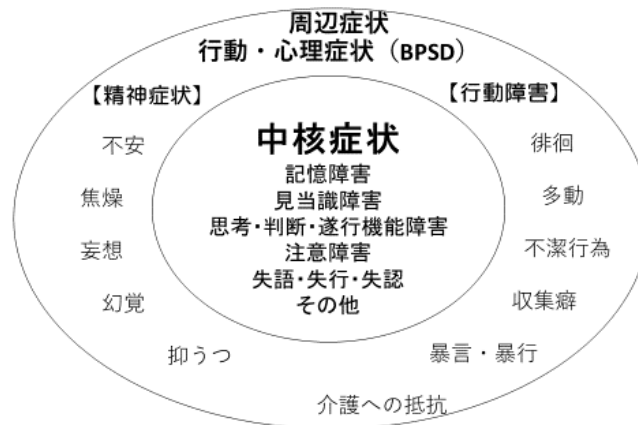 周辺症状
行動・心理症状（BPSD）
【精神症状】
不安
焦燥
妄想
幻覚
抑うつ
中核症状
記憶障害
見当識障害
思考・判断・遂行機能障害
注意障害
失語・失行・失認
その他
【行動障害】
徘徊
多動
不潔行為
収集癖
暴言・暴行
介護への抵抗